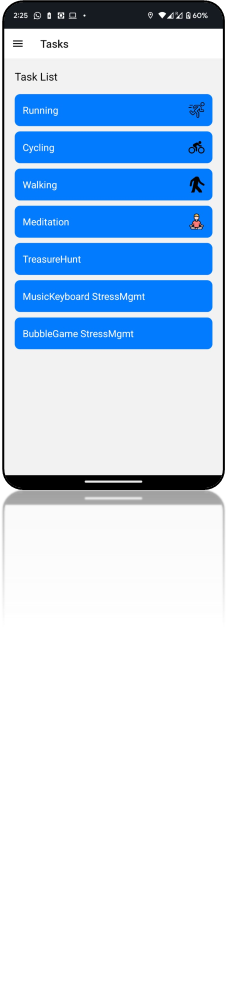 2:25 60%
Tasks
Task List
Running
Cycling
Walking
Meditation
TreasureHunt
MusicKeyboard StressMgmt
BubbleGame StressMgmt